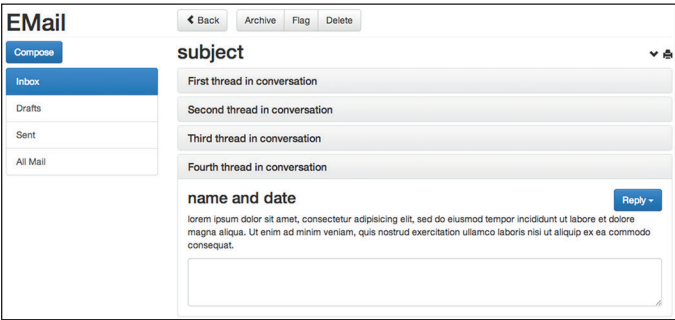 EMail
Back Archive Flag Delete
Compose
subject
Inbox
Drafts
Sent
All Mail
First thread in conversation
Second thread in conversation
Third thread in conversation
Fourth thread in conversation
name and date
Reply
lorem ipsum dolor sit amet, consectetur adipisicing elit, sed do eiusmod tempor incididunt ut labore et dolore
magna aliqua. Ut enim ad minim veniam, quis nostrud exercitation ullamco laboris nisi ut aliquip ex ea commodo
consequat.